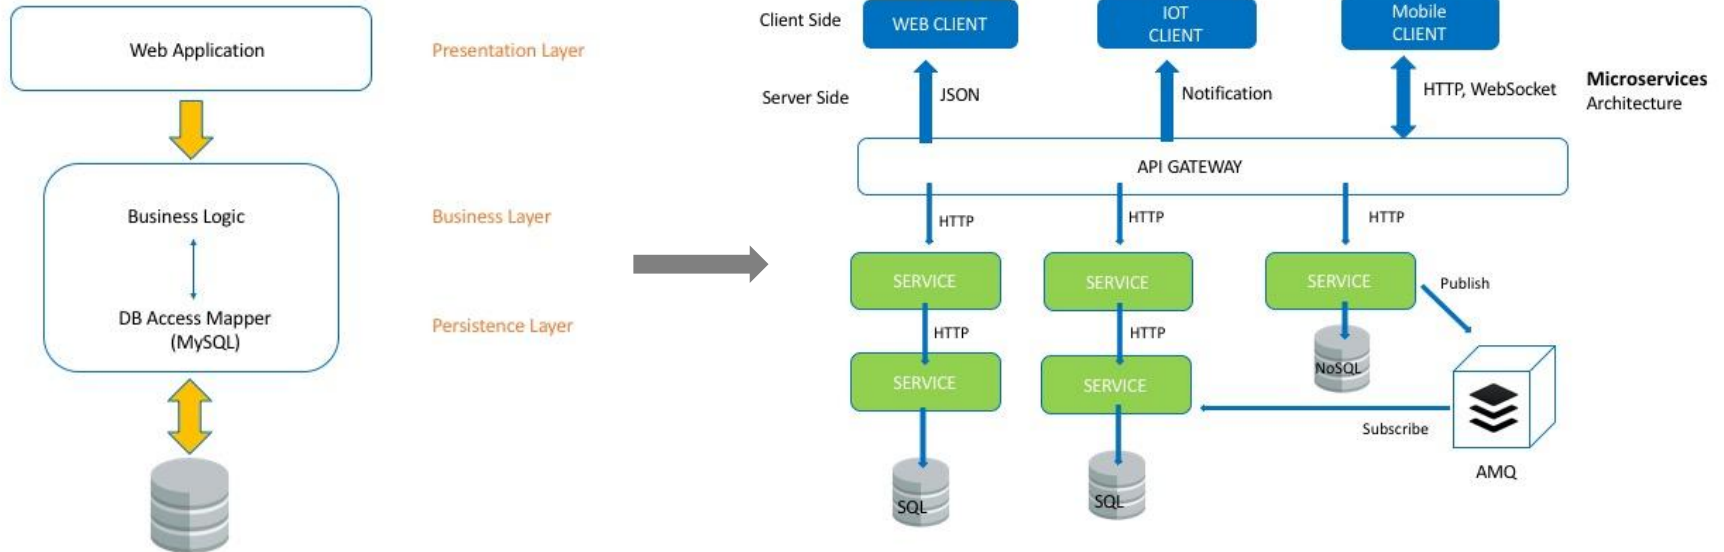 Web Application
Presentation Layer
Business Logic
Business Layer
DB Access Mapper
(MySQL)
Persistence Layer
Client Side
WEB CLIENT
IOT
CLIENT
Mobile
CLIENT
Server Side
JSON
Notification
HTTP, WebSocket
Microservices
Architecture
API GATEWAY
HTTP
HTTP
HTTP
SERVICE
SERVICE
SERVICE
Publish
HTTP
HTTP
NoSQL
SERVICE
SERVICE
Subscribe
AMQ
SQL
SQL